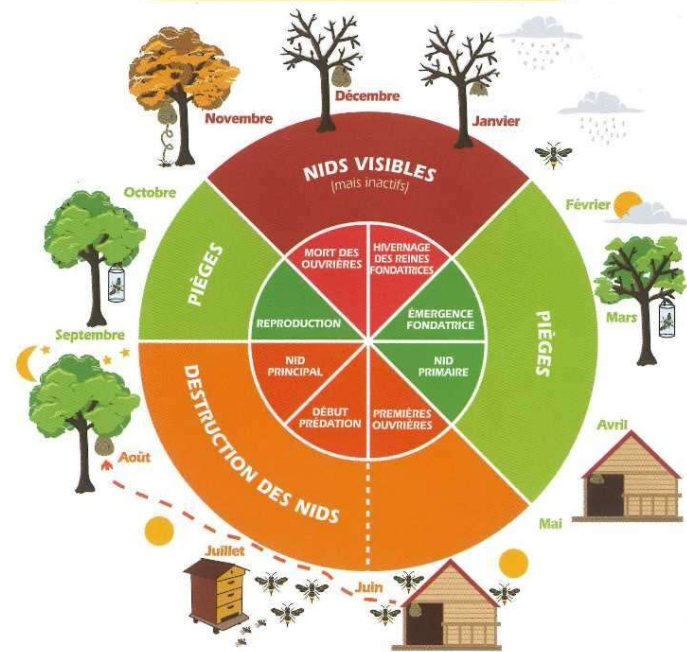 Décembre
Novembre
Janvier
NIDS VISIBLES
(mais inactifs)
Octobre
Février
PIÈGES
MORT DES
OUVRIÈRES
HIVERNAGE
DES REINES
FONDATRICES
PIÈGES
REPRODUCTION
ÉMERGENCE
FONDATRICE
Mars
Septembre
NID
PRINCIPAL
NID
PRIMAIRE
DÉBUT
PRÉDATION
PREMIÈRES
OUVRIÈRES
DESTRUCTION DES NIDS
Avril
Août
Mai
Juillet
Juin